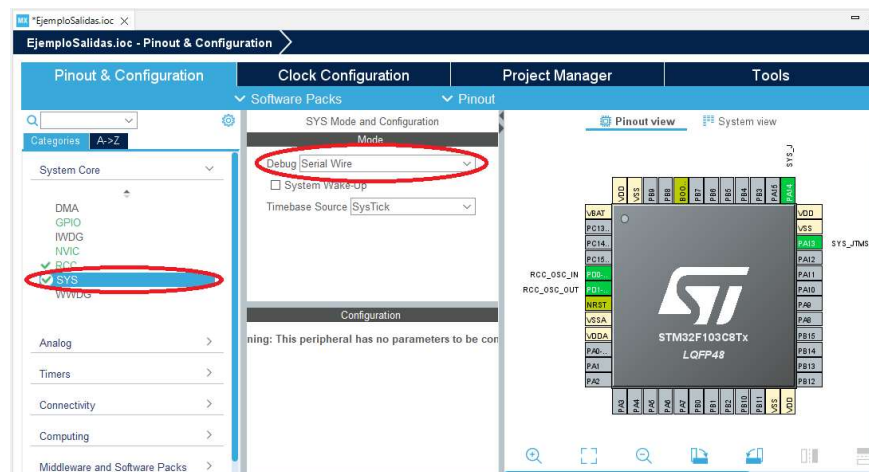 MX *EjemploSalidas.ioc
EjemploSalidas.ioc - Pinout & Configuration
Pinout & Configuration
Clock Configuration
Project Manager
Tools
Software Packs
Pinout
Categories
A->Z
System Core
DMA
GPIO
IWDG
NVIC
RCC
SYS
WWDG
Analog
Timers
Connectivity
Computing
Middleware and Software Packs
SYS Mode and Configuration
Mode
Debug Serial Wire
System Wake-Up
Timebase Source SysTick
Configuration
ning: This peripheral has no parameters to be con
Pinout view
System view
SYS_J
VDD
VSS
PB9
PB8
BOO..
PB7
PB6
PB5
PB4
PB3
PA15
PA14
VBAT
PC13..
PC14..
PC15..
RCC_OSC_IN PD0-..
RCC_OSC_OUT PD1-..
NRST
VSSA
VDDA
PA0-..
PA1
PA2
VDD
VSS
PA13 SYS_JTMS
PA12
PA11
PA10
PA9
PA8
PB15
PB14
PB13
PB12
ST
STM32F103C8Tx
LQFP48
PA3
PA4
PA5
PA6
PA7
PB0
PB1
PB2
PB10
PB11
VSS
VDD